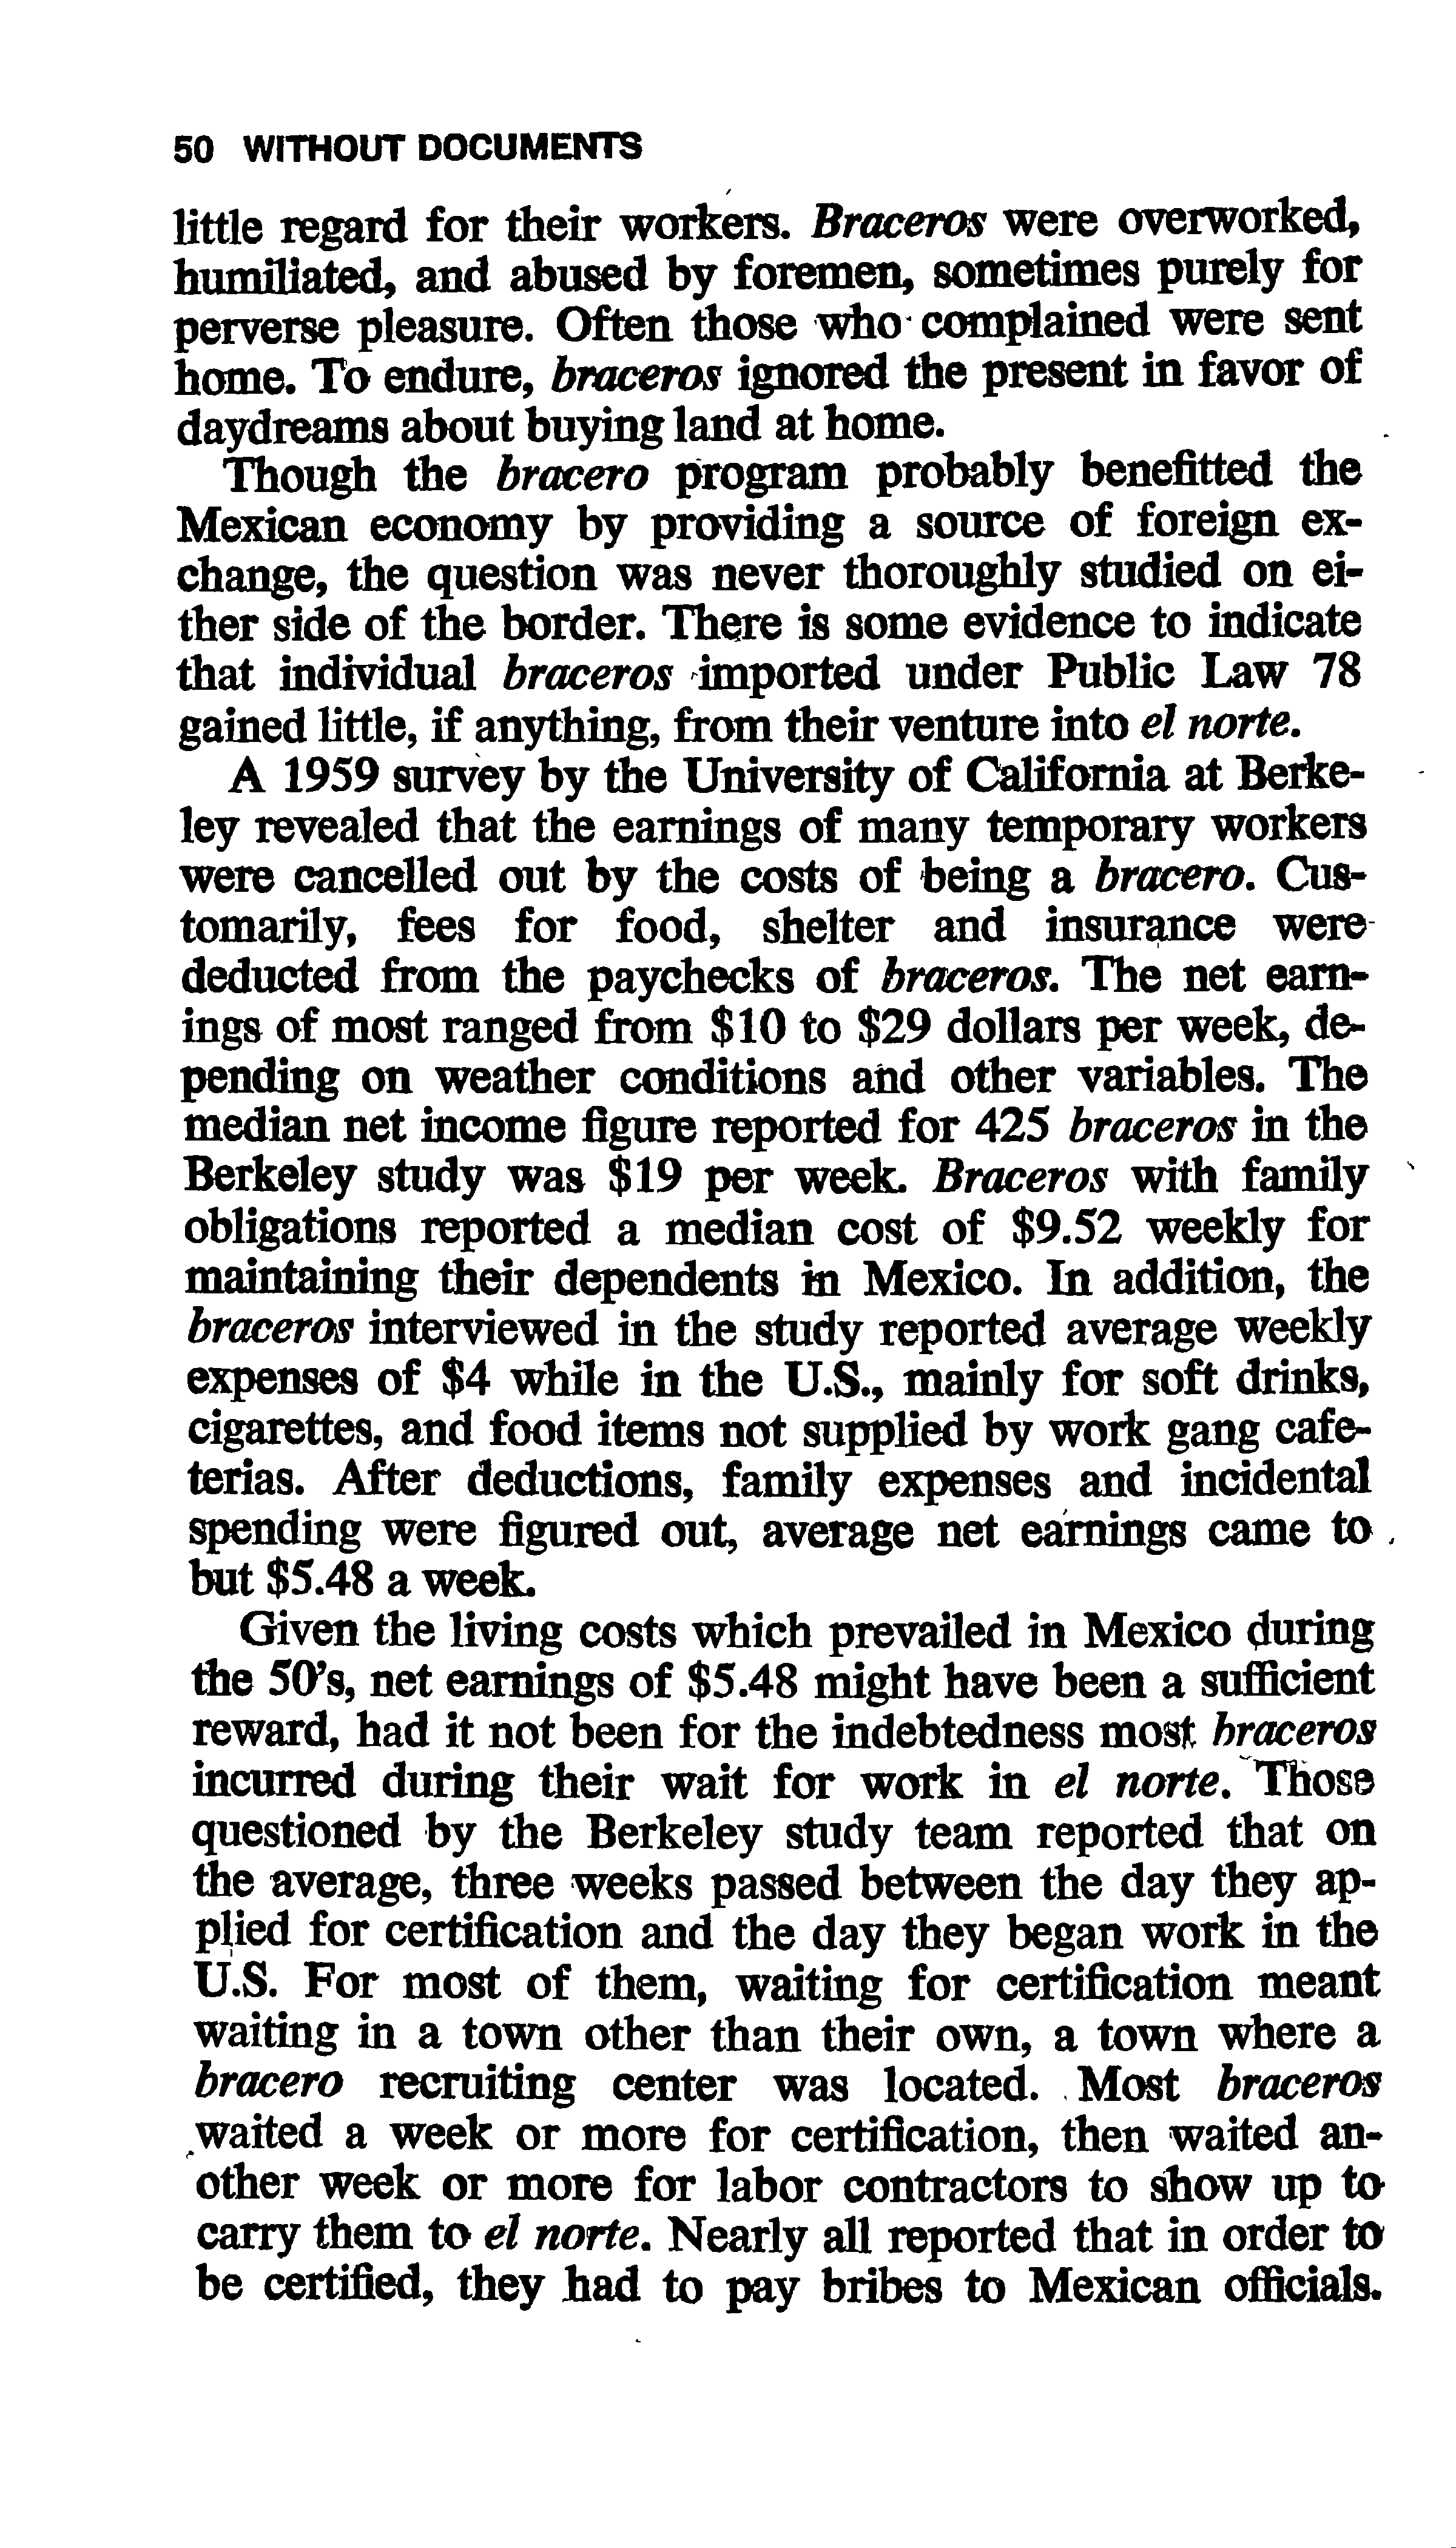 50 WITHOUT DOCUMENTS
little regard for their workers. Braceros were overworked,
humiliated, and abused by foremen, sometimes purely for
perverse pleasure. Often those who complained were sent
home. To endure, braceros ignored the present in favor of
daydreams about buying land at home.
Though the bracero program probably benefitted the
Mexican economy by providing a source of foreign ex-
change, the question was never thoroughly studied on ei-
ther side of the border. There is some evidence to indicate
that individual braceros imported under Public Law 78
gained little, if anything, from their venture into el norte.
A 1959 survey by the University of California at Berke-
ley revealed that the earnings of many temporary workers
were cancelled out by the costs of being a bracero. Cus-
tomarily, fees for food, shelter and insurance were
deducted from the paychecks of braceros. The net earn-
ings of most ranged from $10 to $29 dollars per week, de-
pending on weather conditions and other variables. The
median net income figure reported for 425 braceros in the
Berkeley study was $19 per week. Braceros with family
obligations reported a median cost of $9.52 weekly for
maintaining their dependents in Mexico. In addition, the
braceros interviewed in the study reported average weekly
expenses of $4 while in the U.S., mainly for soft drinks,
cigarettes, and food items not supplied by work gang cafe-
terias. After deductions, family expenses and incidental
spending were figured out, average net earnings came to
but $5.48 a week.
Given the living costs which prevailed in Mexico during
the 50's, net earnings of $5.48 might have been a sufficient
reward, had it not been for the indebtedness most braceros
incurred during their wait for work in el norte. Those
questioned by the Berkeley study team reported that on
the average, three weeks passed between the day they ap-
plied for certification and the day they began work in the
U.S. For most of them, waiting for certification meant
waiting in a town other than their own, a town where a
bracero recruiting center was located. Most braceros
waited a week or more for certification, then waited an-
other week or more for labor contractors to show up to
carry them to el norte. Nearly all reported that in order to
be certified, they had to pay bribes to Mexican officials.